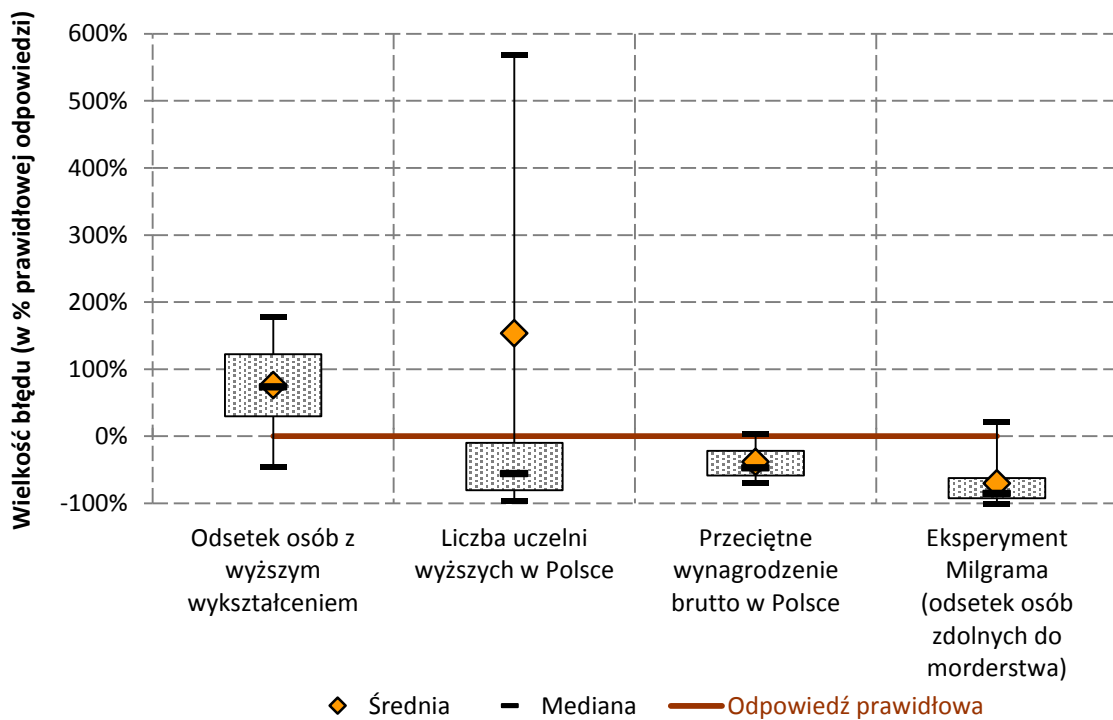 Wielkość błędu (w % prawidłowej odpowiedzi)
600%
500%
400%
300%
200%
100%
0%
-100%
Odsetek osób z
wyższym
wykształceniem
Liczba uczelni
wyższych w Polsce
Przeciętne
wynagrodzenie
brutto w Polsce
Eksperyment
Milgrama
(odsetek osób
zdolnych do
morderstwa)
Średnia
Mediana
Odpowiedź prawidłowa